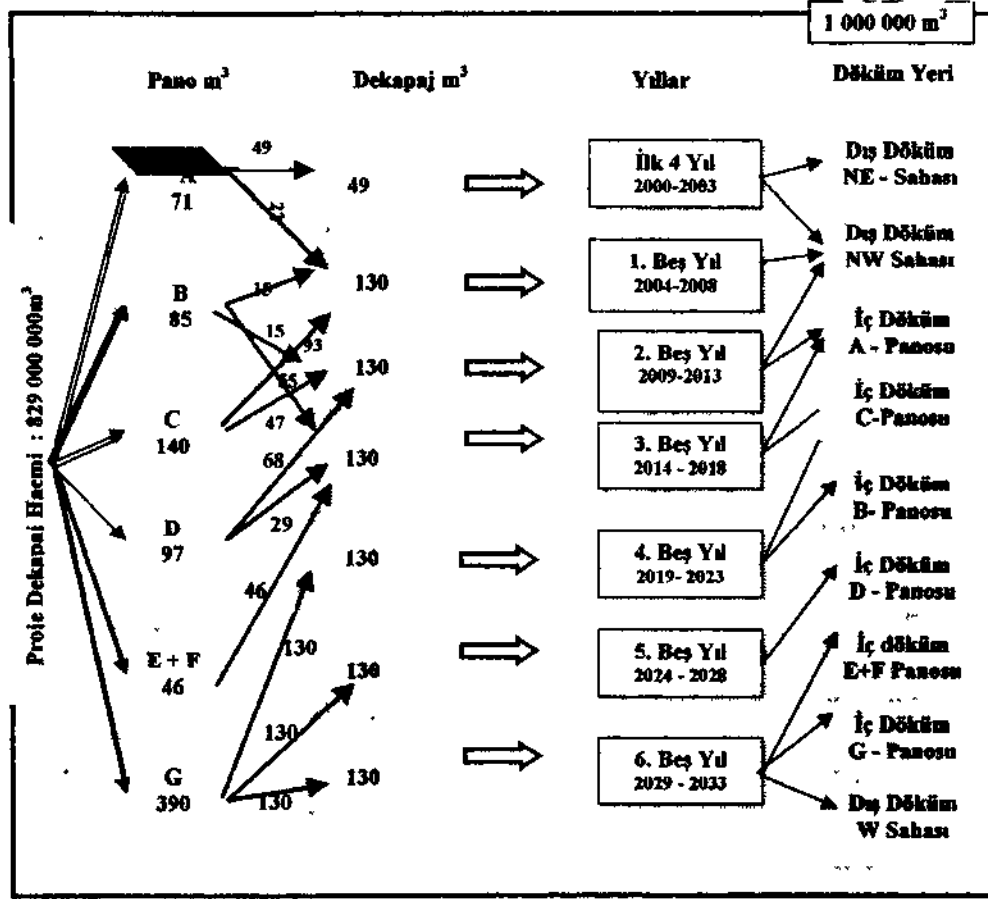 1 000 000 m³
Pano m³
Dekapaj m³
Yıllar
Döküm Yeri
Proje Dekapaj Hacmi : 829 000 000m³
A
71
B
85
C
140
D
97
E + F
46
G
390
49
15
15
93
47
68
29
46
130
130
130
49
130
130
130
130
130
130
İlk 4 Yıl
2000-2003
1. Beş Yıl
2004-2008
2. Beş Yıl
2009-2013
3. Beş Yıl
2014 - 2018
4. Beş Yıl
2019- 2023
5. Beş Yıl
2024 - 2028
6. Beş Yıl
2029 - 2033
Dış Döküm
NE - Sahası
Dış Döküm
NW Sahası
İç Döküm
A - Panosu
İç Döküm
C-Panosu
İç Döküm
B- Panosu
İç Döküm
D - Panosu
İç döküm
E+F Panosu
İç Döküm
G - Panosu
Dış Döküm
W Sahası